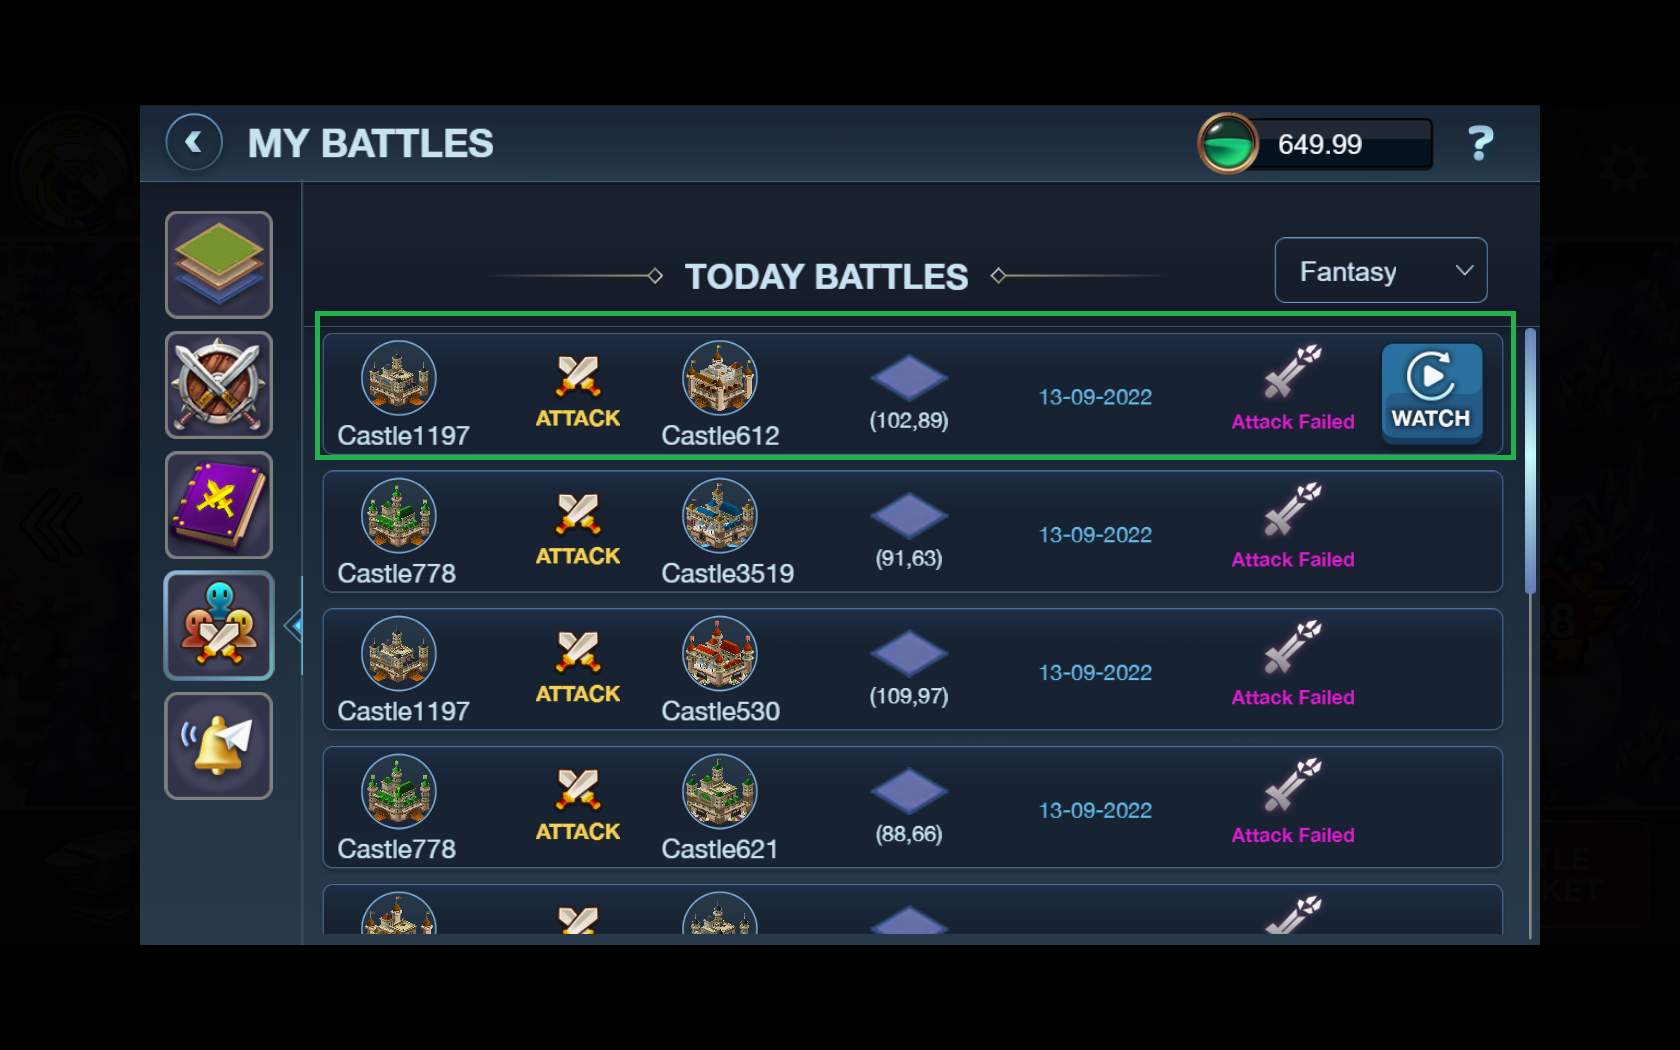 MY BATTLES
649.99
?
TODAY BATTLES
Fantasy
Castle1197
ATTACK
Castle612
(102,89)
13-09-2022
Attack Failed
WATCH
Castle778
ATTACK
Castle3519
(91,63)
13-09-2022
Attack Failed
Castle1197
ATTACK
Castle530
(109,97)
13-09-2022
Attack Failed
Castle778
ATTACK
Castle621
(88,66)
13-09-2022
Attack Failed